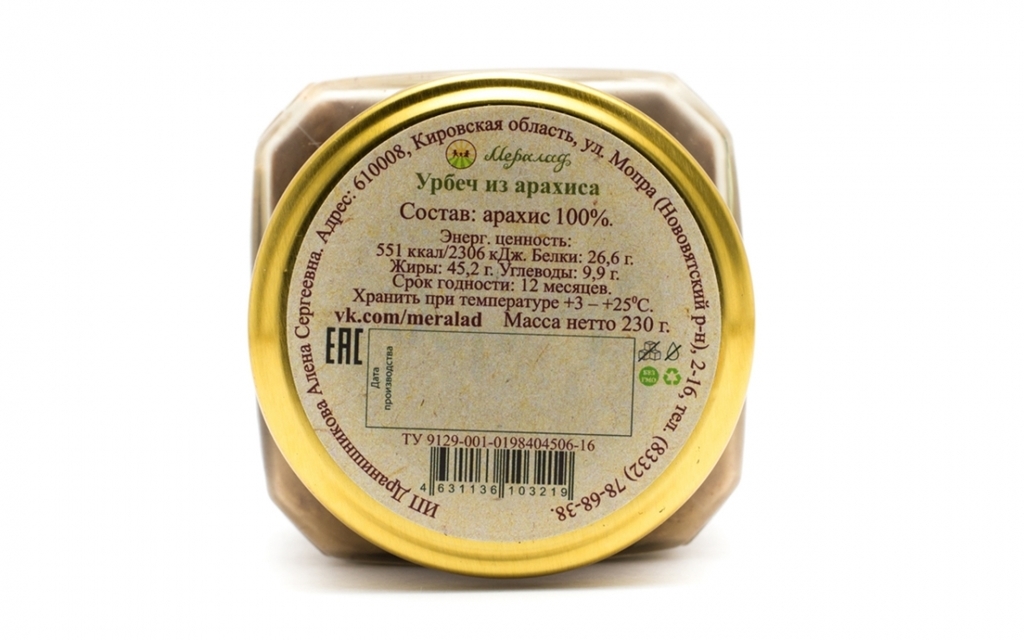 ИП Дранишникова Алена Сергеевна. Адрес: 610008, Кировская область, ул. Мопра (Нововятский р-н), 2-16, тел. (8332) 78-68-38.
Мералад
Урбеч из арахиса
Состав: арахис 100%.
Энерг. ценность:
551 ккал/2306 кДж. Белки: 26,6 г.
Жиры: 45,2 г. Углеводы: 9,9 г.
Срок годности: 12 месяцев.
Хранить при температуре +3 – +25⁰С.
vk.com/meralad Масса нетто 230 г.
ЕАС
Дата
производства
БЕЗ
ГМО
ТУ 9129-001-0198404506-16
4 631136 103219